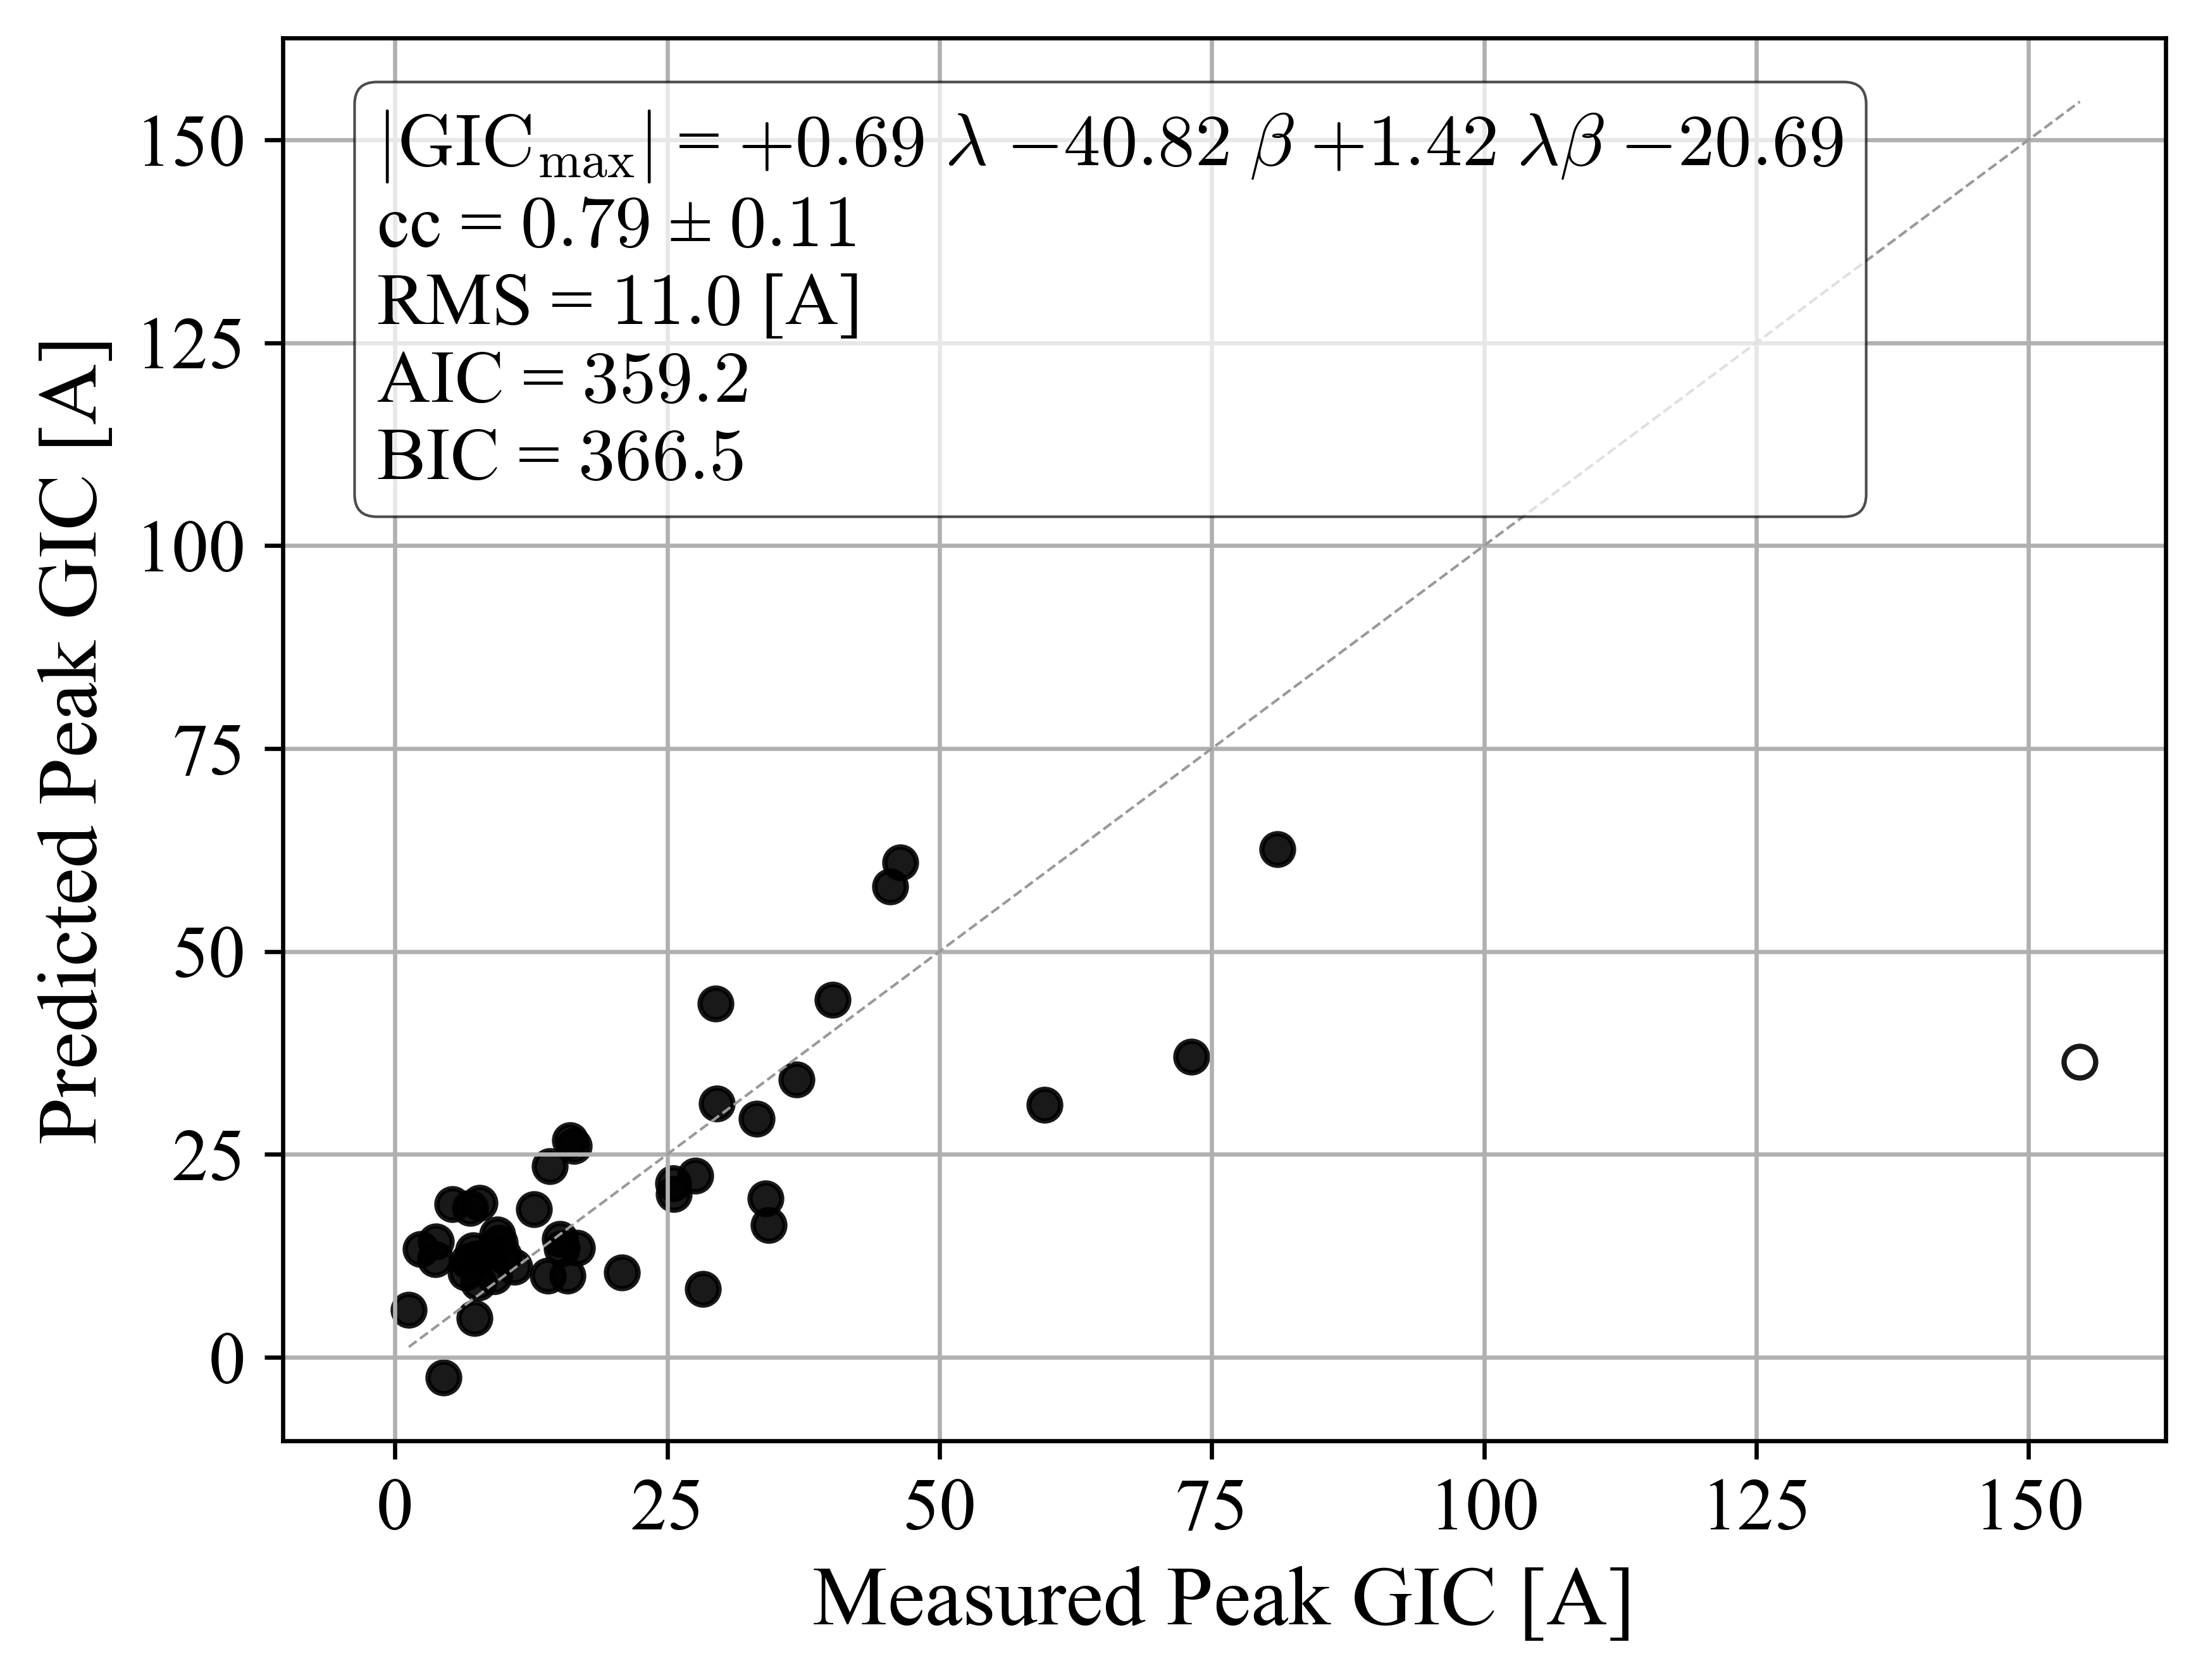 |GICmax| = +0.69 λ −40.82 β +1.42 λβ −20.69
cc = 0.79 ± 0.11
RMS = 11.0 [A]
AIC = 359.2
BIC = 366.5
Predicted Peak GIC [A]
150
125
100
75
50
25
0
0 25 50 75 100 125 150
Measured Peak GIC [A]